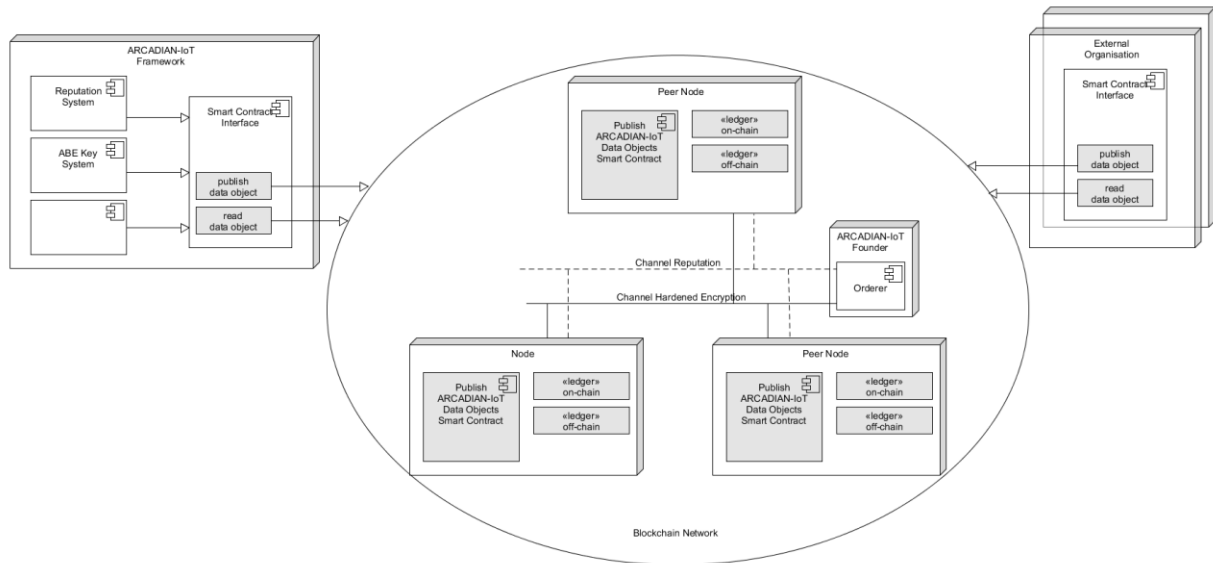 ARCADIAN-IoT
Framework
Reputation
System
ABE Key
System
Smart Contract
Interface
publish
data object
read
data object
Peer Node
Publish
ARCADIAN-IoT
Data Objects
Smart Contract
«ledger»
on-chain
«ledger»
off-chain
External
Organisation
Smart Contract
Interface
publish
data object
read
data object
ARCADIAN-IoT
Founder
Orderer
Channel Reputation
Channel Hardened Encryption
Node
Publish
ARCADIAN-IoT
Data Objects
Smart Contract
«ledger»
on-chain
«ledger»
off-chain
Peer Node
Publish
ARCADIAN-IoT
Data Objects
Smart Contract
«ledger»
on-chain
«ledger»
off-chain
Blockchain Network